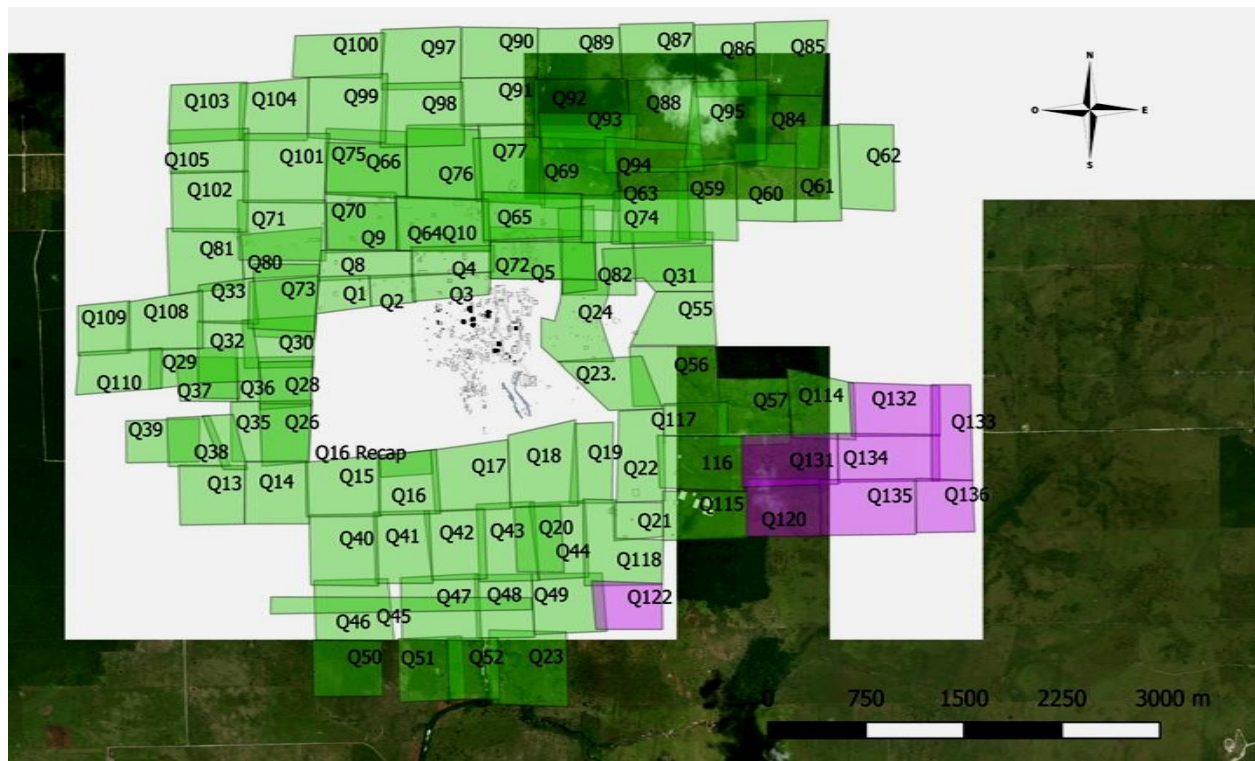 Q100 Q97 Q90 Q89 Q87 Q86 Q85
N
Q103 Q104 Q99 Q98 Q91 Q92 Q88 Q95 Q84
O E
Q93
S
Q105 Q101 Q75 Q66 Q77 Q62
Q102 Q76 Q69 Q94 Q63 Q59 Q60 Q61
Q71 Q70 Q65 Q74
Q81 Q9 Q64 Q10
Q80 Q8 Q4 Q72 Q5 Q82 Q31
Q33 Q73 Q1 Q2 Q3
Q109 Q108 Q24 Q55
Q32 Q30
Q29 Q56
Q110 Q37 Q36 Q28 Q23.
Q57 Q114 Q132
Q39 Q38 Q35 Q26 Q117 Q133
Q16 Recap
Q13 Q14 Q15 Q16 Q17 Q18 Q19 Q22 116 Q131 Q134
Q115 Q135 Q136
Q40 Q41 Q42 Q43 Q20 Q21 Q120
Q44 Q118
Q46 Q45 Q47 Q48 Q49 Q122
Q50 Q51 Q52 Q23
0 750 1500 2250 3000 m